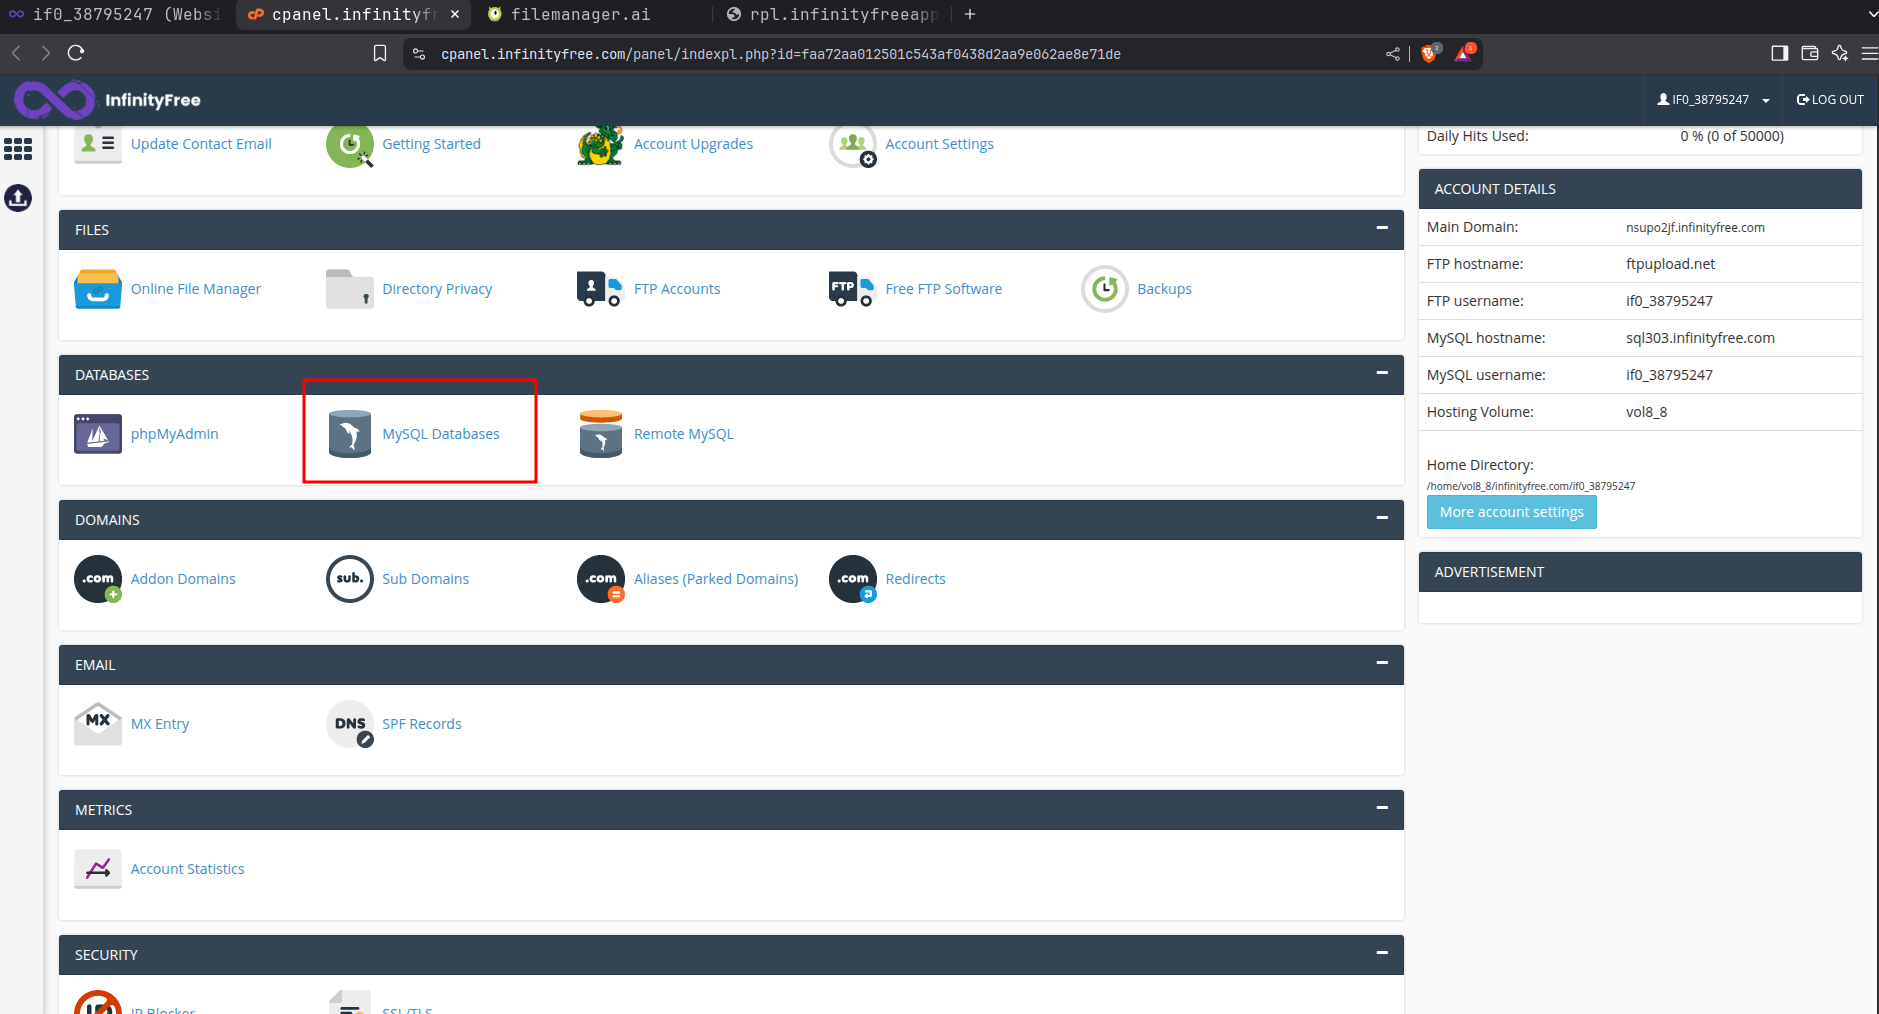 if0_38795247 (Websi
cpanel.infinityfr
filemanager.ai
rpl.infinityfreeapp
cpanel.infinityfree.com/panel/indexpl.php?id=faa72aa012501c543af0438d2aa9e062ae8e71de
2
1
InfinityFree
IF0_38795247
LOG OUT
Update Contact Email
Getting Started
Account Upgrades
Account Settings
Daily Hits Used: 0 % (0 of 50000)
FILES
Online File Manager
Directory Privacy
FTP Accounts
FTP
Free FTP Software
Backups
DATABASES
phpMyAdmin
MySQL Databases
Remote MySQL
DOMAINS
.com
Addon Domains
sub.
Sub Domains
.com
Aliases (Parked Domains)
.com
Redirects
EMAIL
MX
MX Entry
DNS
SPF Records
METRICS
Account Statistics
SECURITY
IP Blocker
SSL/TLS
ACCOUNT DETAILS
Main Domain: nsupo2jf.infinityfree.com
FTP hostname: ftpupload.net
FTP username: if0_38795247
MySQL hostname: sql303.infinityfree.com
MySQL username: if0_38795247
Hosting Volume: vol8_8
Home Directory:
/home/vol8_8/infinityfree.com/if0_38795247
More account settings
ADVERTISEMENT